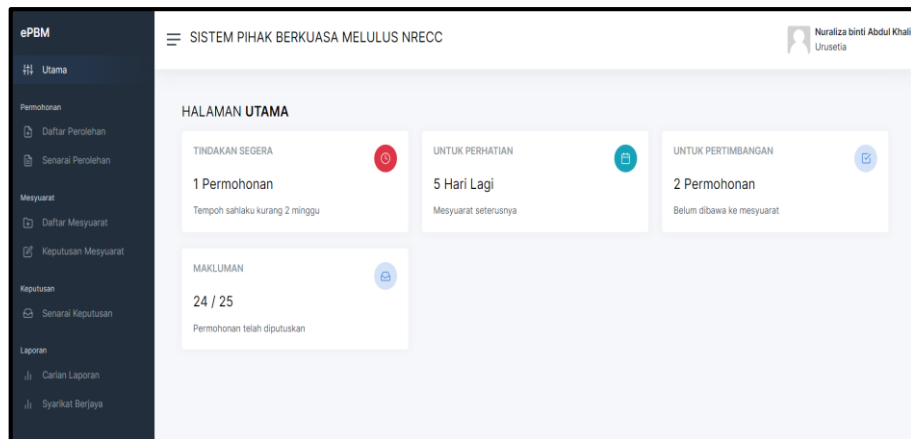 ePBM
Utama
Permohonan
Daftar Perolehan
Senarai Perolehan
Mesyuarat
Daftar Mesyuarat
Keputusan Mesyuarat
Keputusan
Senarai Keputusan
Laporan
Carian Laporan
Syarikat Berjaya
SISTEM PIHAK BERKUASA MELULUS NRECC
Nuraliza binti Abdul Khali
Urusetia
HALAMAN UTAMA
TINDAKAN SEGERA
1 Permohonan
Tempoh sahlaku kurang 2 minggu
UNTUK PERHATIAN
5 Hari Lagi
Mesyuarat seterusnya
UNTUK PERTIMBANGAN
2 Permohonan
Belum dibawa ke mesyuarat
MAKLUMAN
24 / 25
Permohonan telah diputuskan